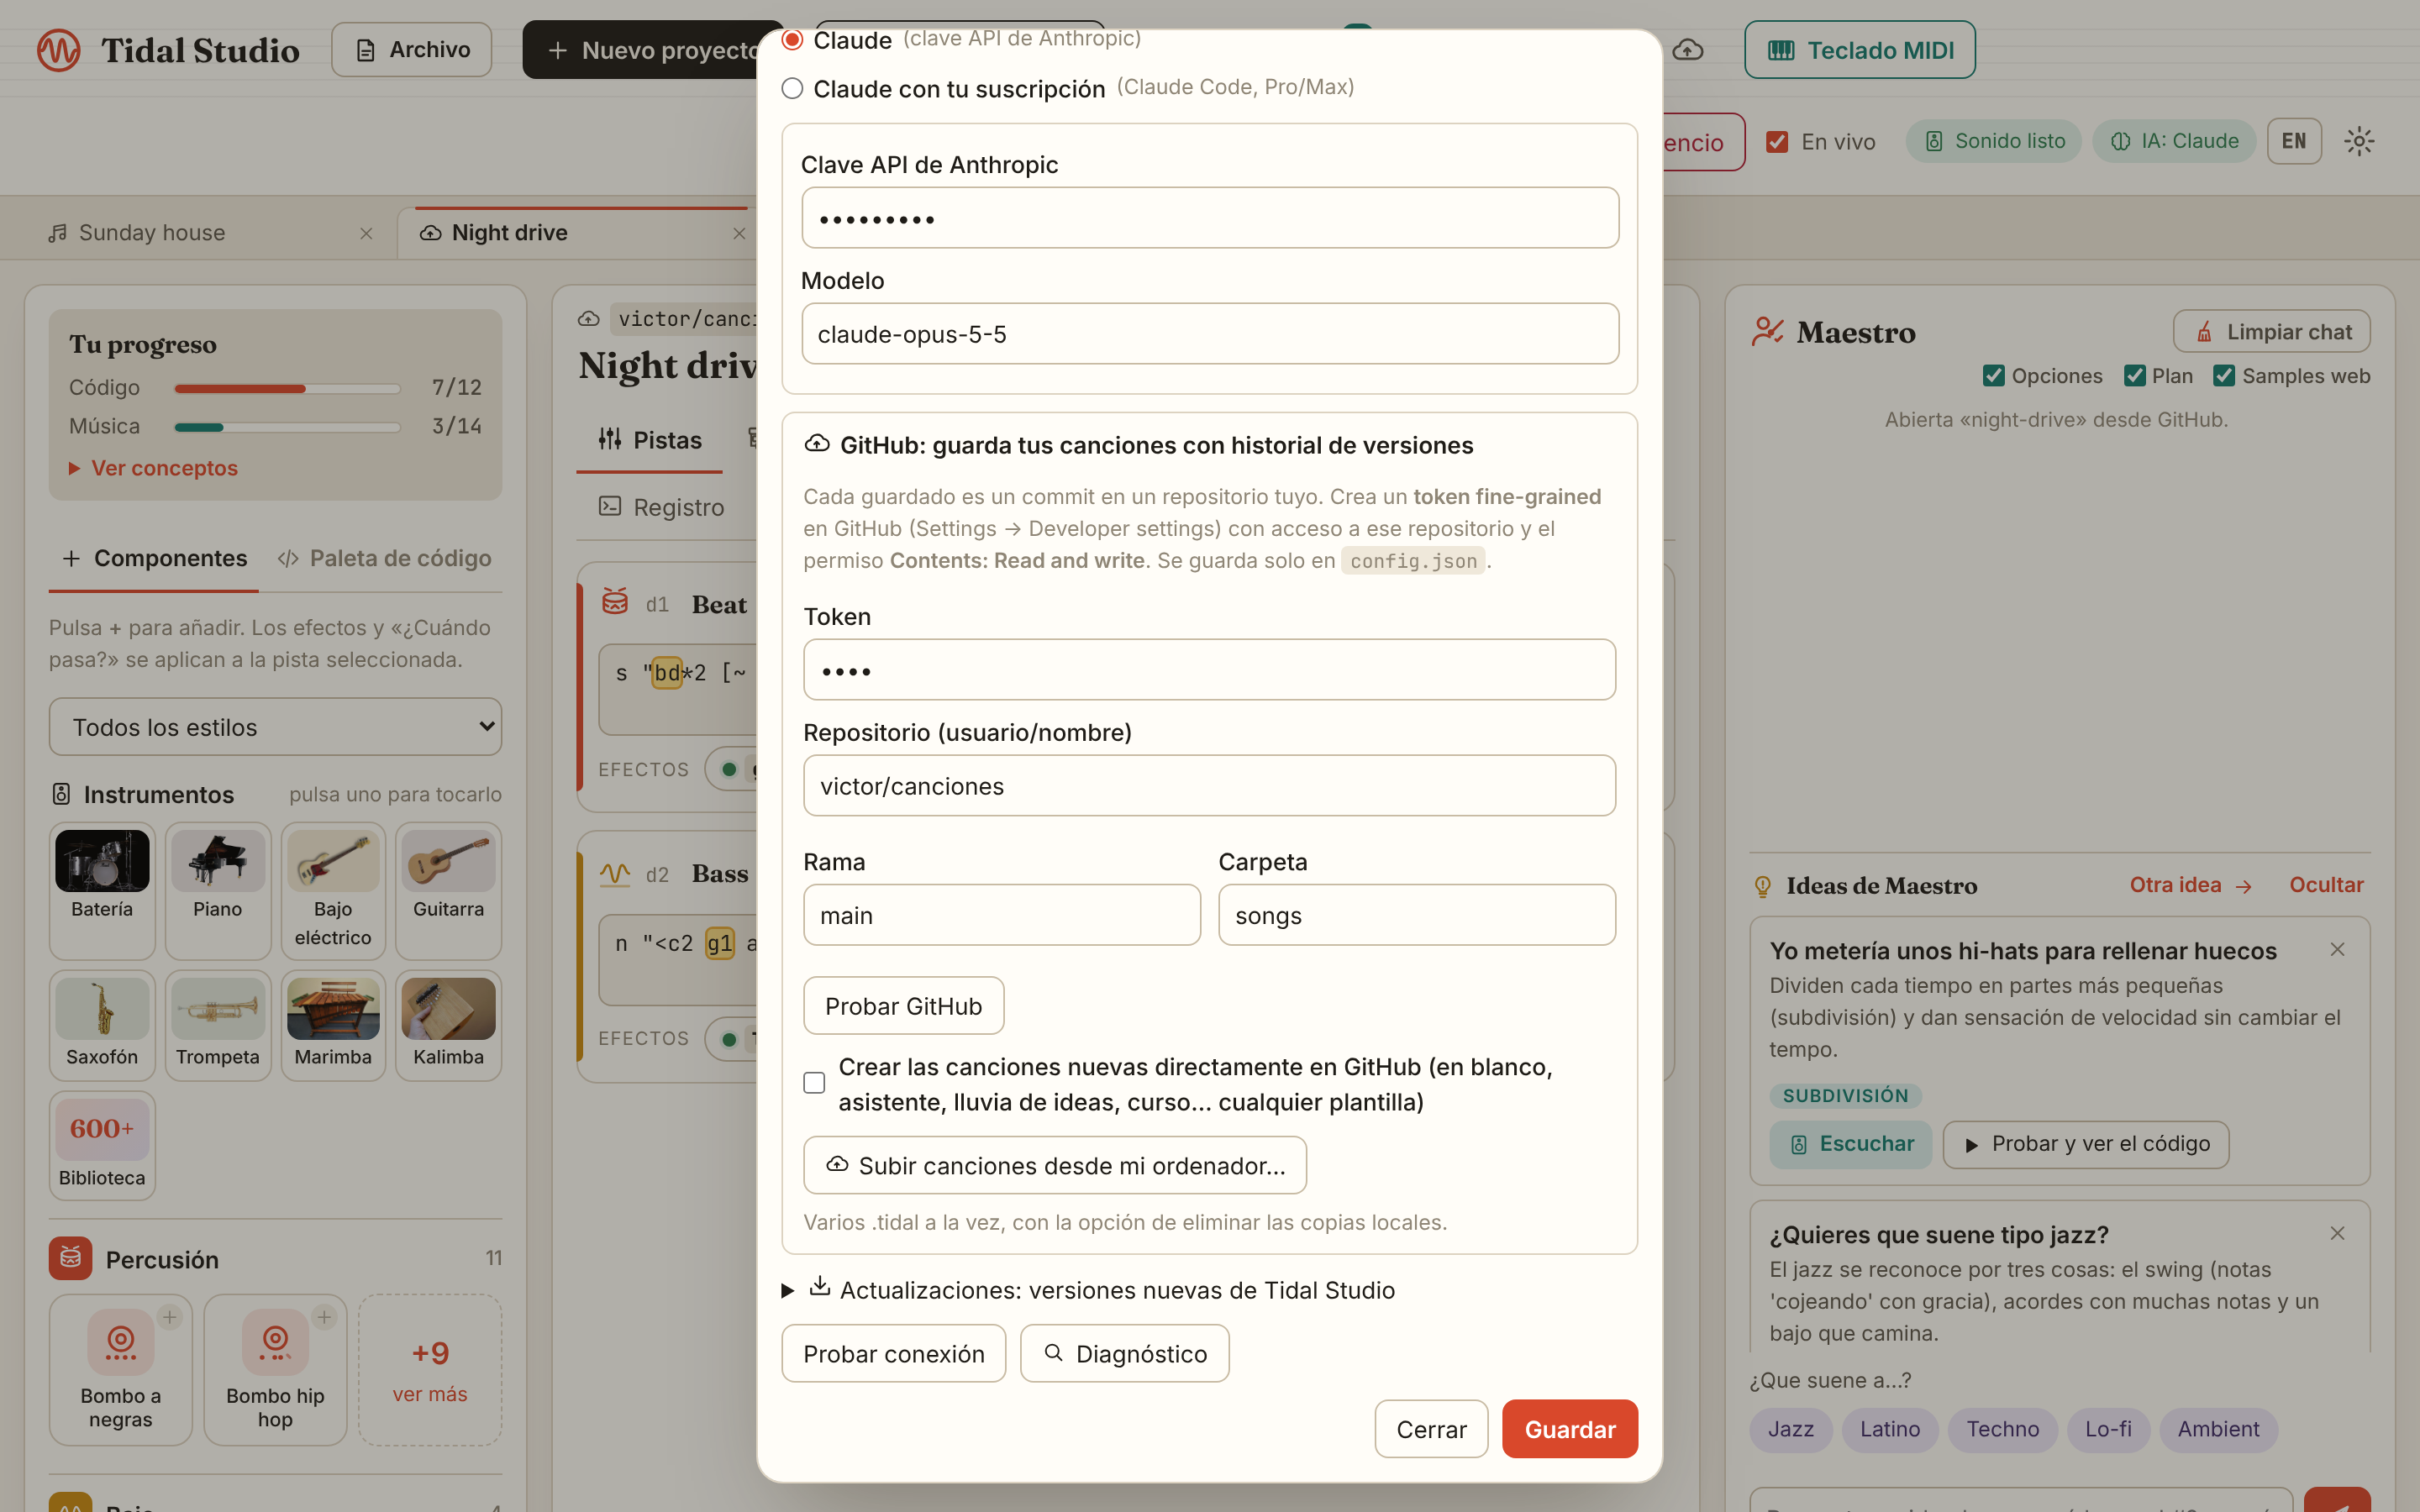 Tidal Studio
Archivo
Nuevo proyecto
Teclado MIDI
encio
En vivo
Sonido listo
IA: Claude
EN
Sunday house
Night drive
Tu progreso
Código 7/12
Música 3/14
Ver conceptos
Componentes
Paleta de código
Pulsa + para añadir. Los efectos y «¿Cuándo
pasa?» se aplican a la pista seleccionada.
Todos los estilos
Instrumentos
pulsa uno para tocarlo
Batería
Piano
Bajo
eléctrico
Guitarra
Saxofón
Trompeta
Marimba
Kalimba
600+
Biblioteca
Percusión
11
Bombo a
negras
Bombo hip
hop
+9
ver más
victor/canci
Night driv
Pistas
Registro
d1 Beat
s "bd*2 [~
EFECTOS
d2 Bass
n "<c2 g1 a
EFECTOS
Claude (clave API de Anthropic)
Claude con tu suscripción (Claude Code, Pro/Max)
Clave API de Anthropic
•••••••••
Modelo
claude-opus-5-5
GitHub: guarda tus canciones con historial de versiones
Cada guardado es un commit en un repositorio tuyo. Crea un token fine-grained
en GitHub (Settings → Developer settings) con acceso a ese repositorio y el
permiso Contents: Read and write. Se guarda solo en config.json.
Token
••••
Repositorio (usuario/nombre)
victor/canciones
Rama
main
Carpeta
songs
Probar GitHub
Crear las canciones nuevas directamente en GitHub (en blanco,
asistente, lluvia de ideas, curso... cualquier plantilla)
Subir canciones desde mi ordenador...
Varios .tidal a la vez, con la opción de eliminar las copias locales.
Actualizaciones: versiones nuevas de Tidal Studio
Probar conexión
Diagnóstico
Cerrar
Guardar
Maestro
Limpiar chat
Opciones
Plan
Samples web
Abierta «night-drive» desde GitHub.
Ideas de Maestro
Otra idea →
Ocultar
Yo metería unos hi-hats para rellenar huecos
Dividen cada tiempo en partes más pequeñas
(subdivisión) y dan sensación de velocidad sin cambiar el
tempo.
SUBDIVISIÓN
Escuchar
Probar y ver el código
¿Quieres que suene tipo jazz?
El jazz se reconoce por tres cosas: el swing (notas
'cojeando' con gracia), acordes con muchas notas y un
bajo que camina.
¿Que suene a...?
Jazz
Latino
Techno
Lo-fi
Ambient